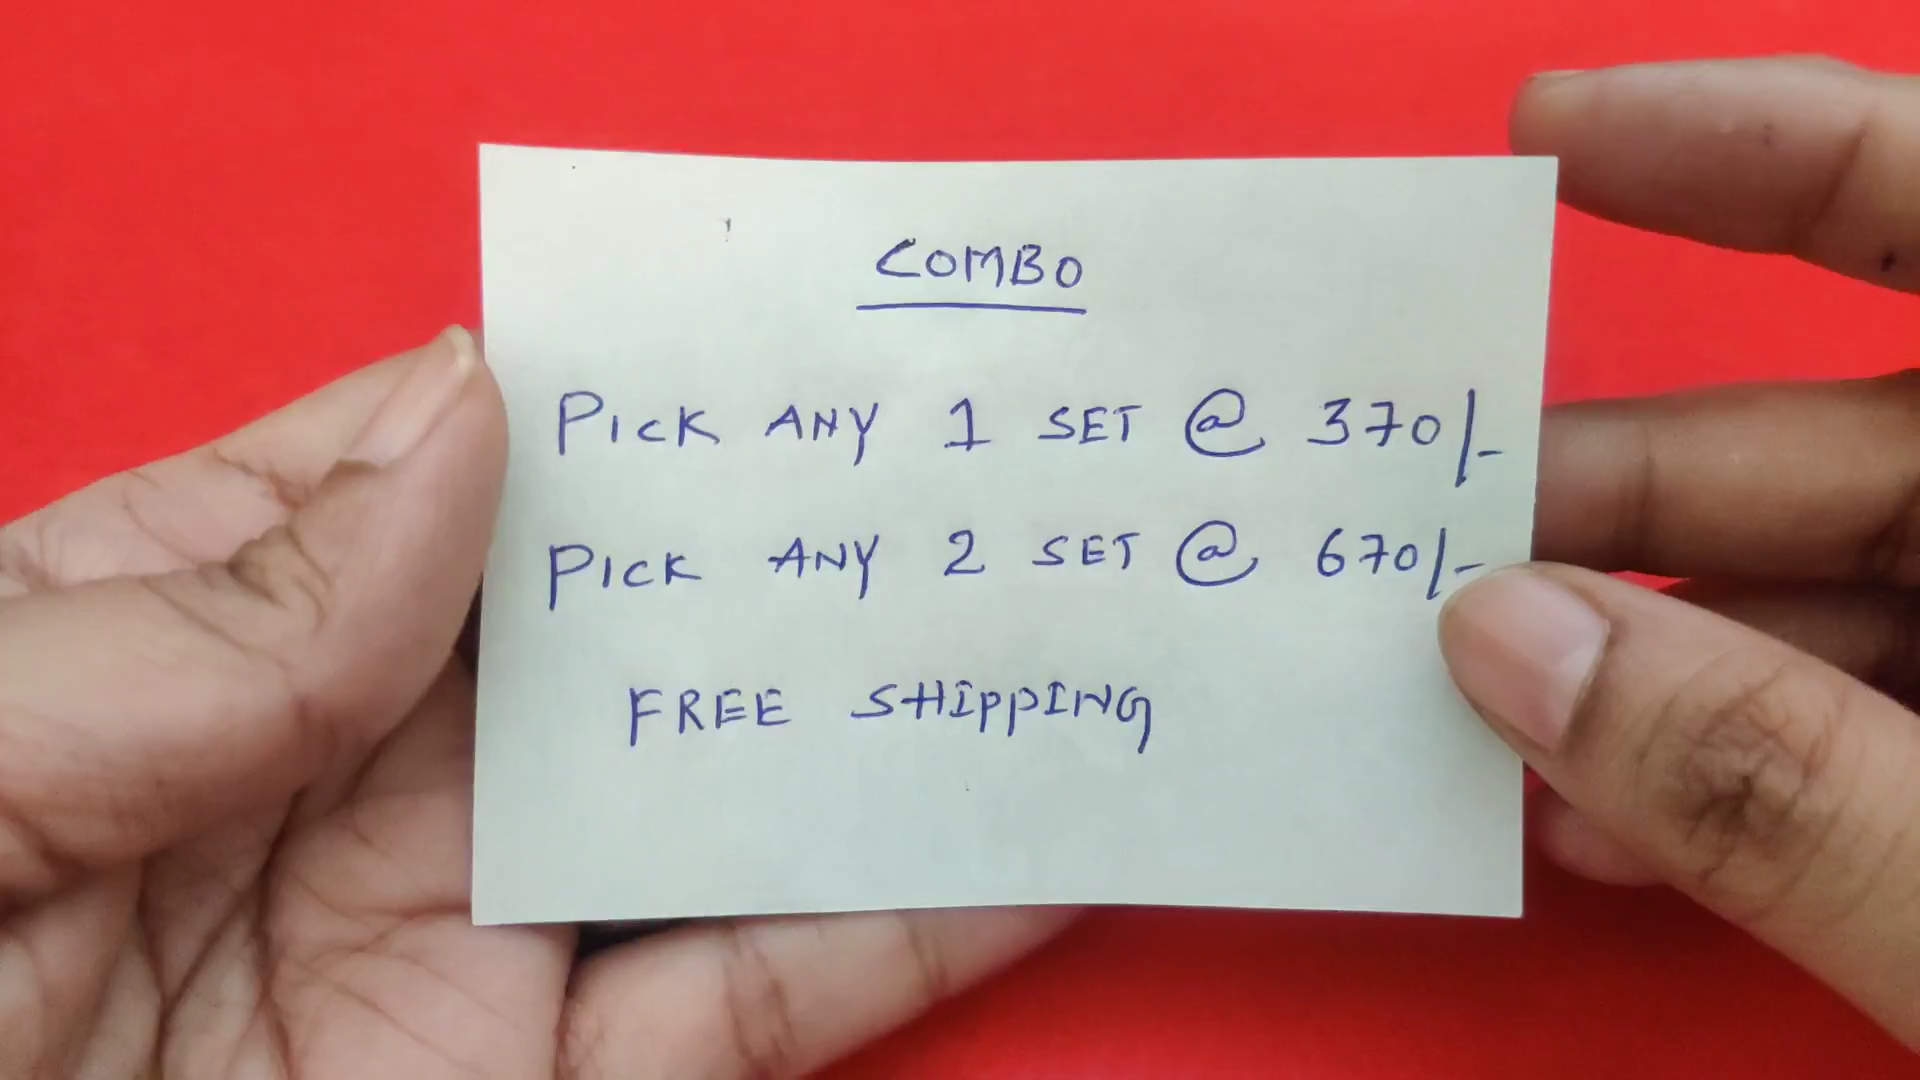 COMBO
PICK ANY 1 SET @ 370/-
PICK ANY 2 SET @ 670/-
FREE SHIPPING